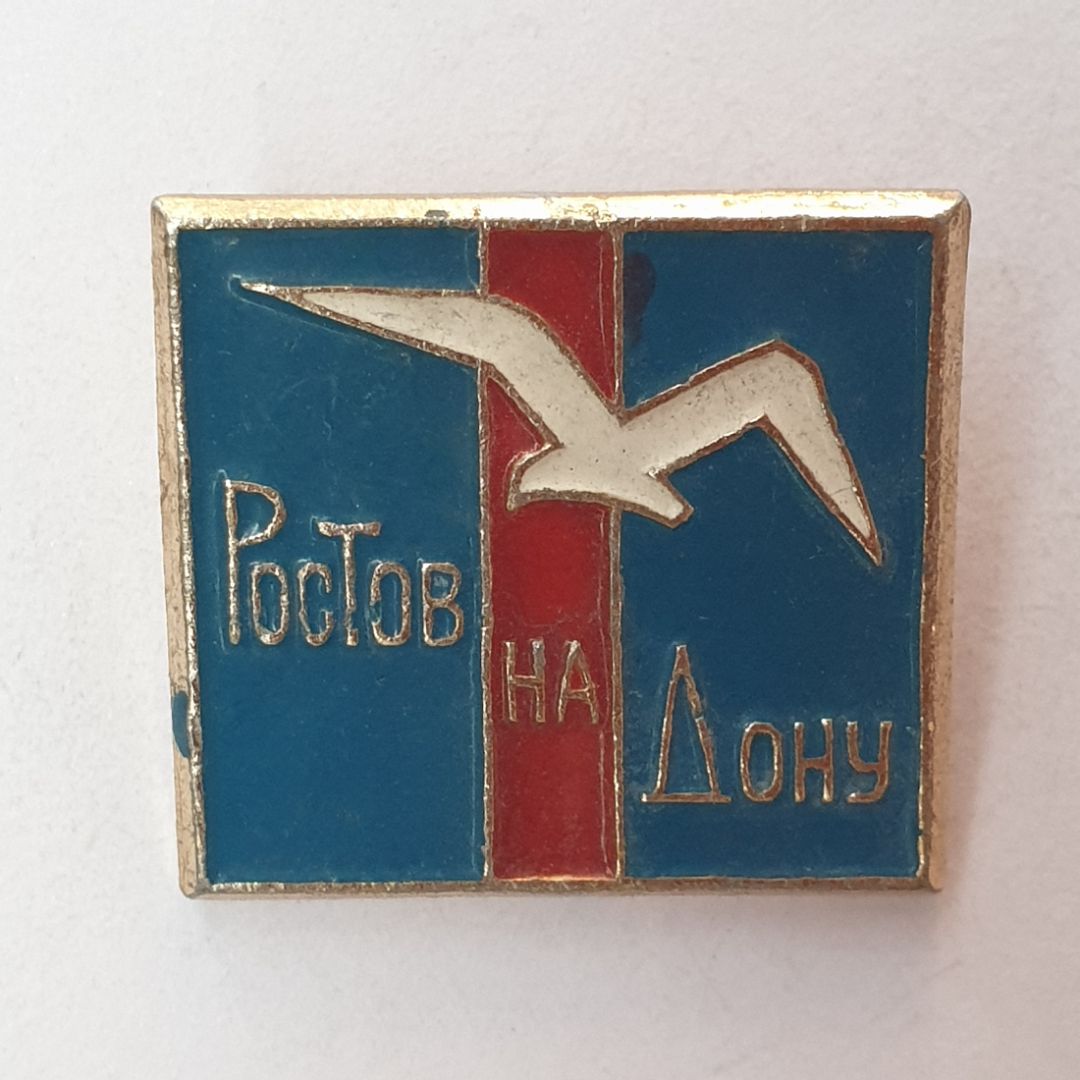 Ростов
на
Дону